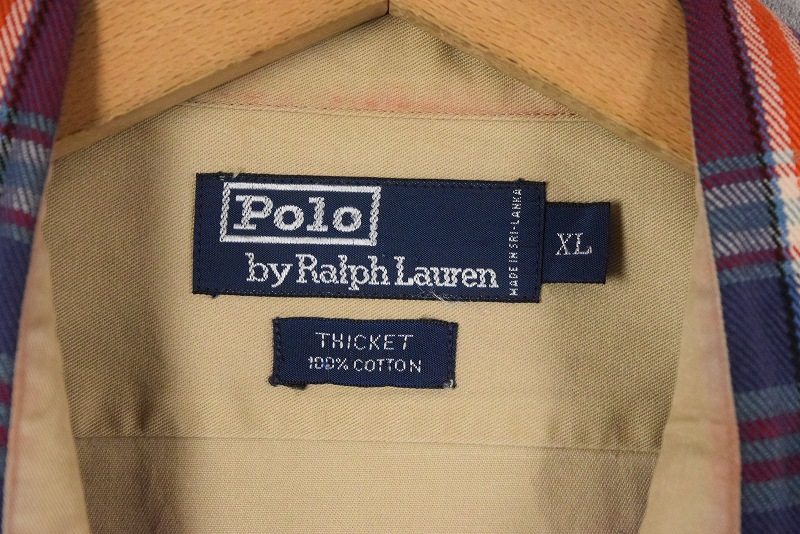 Polo
by Ralph Lauren
MADE IN SRI-LANKA
XL
THICKET
100% COTTON